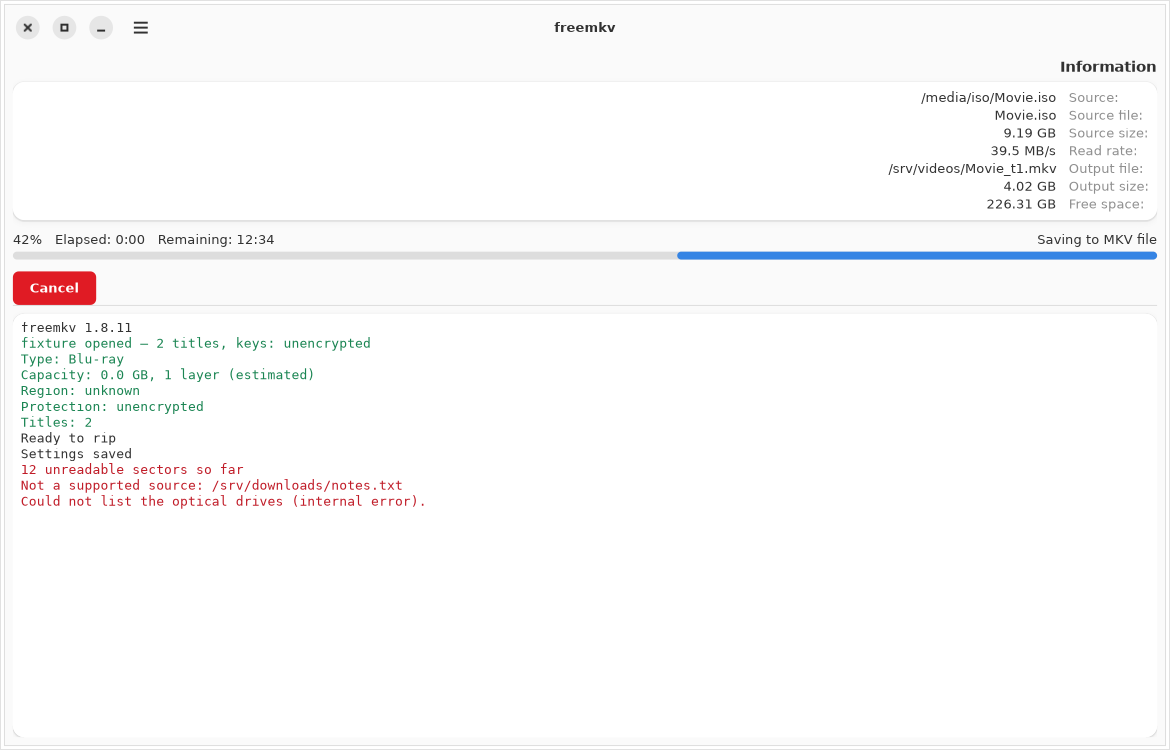 freemkv
Information
Source: /media/iso/Movie.iso
Source file: Movie.iso
Source size: 9.19 GB
Read rate: 39.5 MB/s
Output file: /srv/videos/Movie_t1.mkv
Output size: 4.02 GB
Free space: 226.31 GB
Saving to MKV file
42% Elapsed: 0:00 Remaining: 12:34
Cancel
freemkv 1.8.11
fixture opened — 2 titles, keys: unencrypted
Type: Blu-ray
Capacity: 0.0 GB, 1 layer (estimated)
Region: unknown
Protection: unencrypted
Titles: 2
Ready to rip
Settings saved
12 unreadable sectors so far
Not a supported source: /srv/downloads/notes.txt
Could not list the optical drives (internal error).